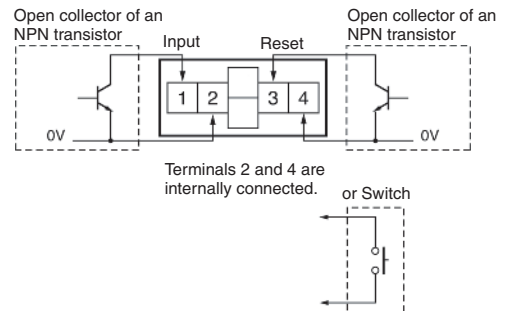 Open collector of an
NPN transistor
Open collector of an
NPN transistor
Input
Reset
1 2 3 4
0V
0V
Terminals 2 and 4 are
internally connected.
or Switch